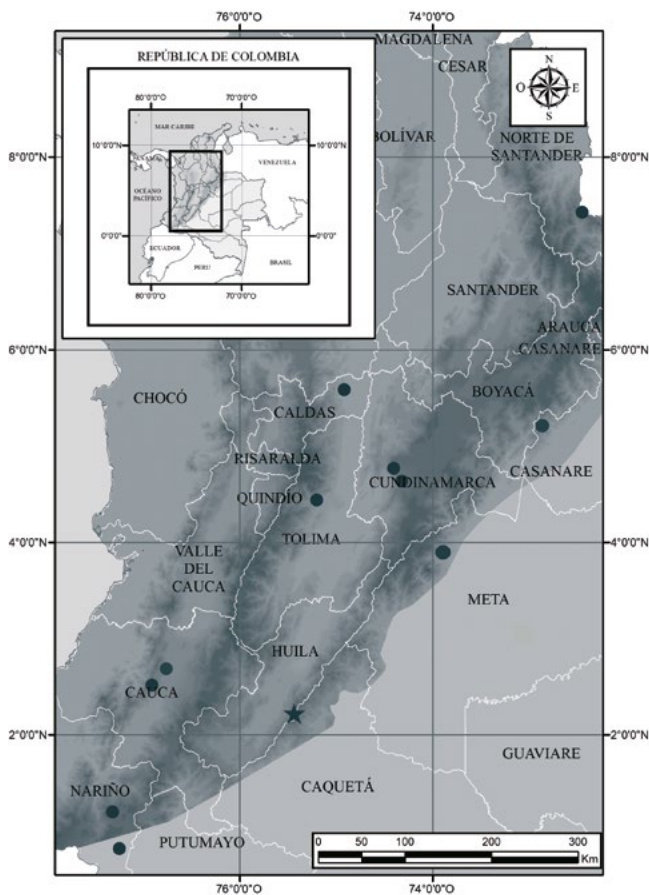 76°0'0"O 74°0'0"O
REPÚBLICA DE COLOMBIA
80°0'0"O 70°0'0"O
MAR CARIBE
10°0'0"N 10°0'0"N
PANAMÁ
VENEZUELA
OCEANO
PACÍFICO
0°0'0"N 0°0'0"N
ECUADOR
PERU
BRASIL
80°0'0"O 70°0'0"O
MAGDALENA
CESAR
N
O E
S
BOLÍVAR
NORTE DE
SANTANDER
8°0'0"N 8°0'0"N
SANTANDER
ARAUCA
6°0'0"N CASANARE 6°0'0"N
CHOCÓ
BOYACÁ
CALDAS
RISARALDA
CASANARE
QUINDÍO
CUNDINAMARCA
TOLIMA
4°0'0"N 4°0'0"N
VALLE
DEL
CAUCA
META
HUILA
CAUCA
2°0'0"N 2°0'0"N
GUAVIARE
NARIÑO
CAQUETÁ
PUTUMAYO
0 50 100 200 300
Km
76°0'0"O 74°0'0"O